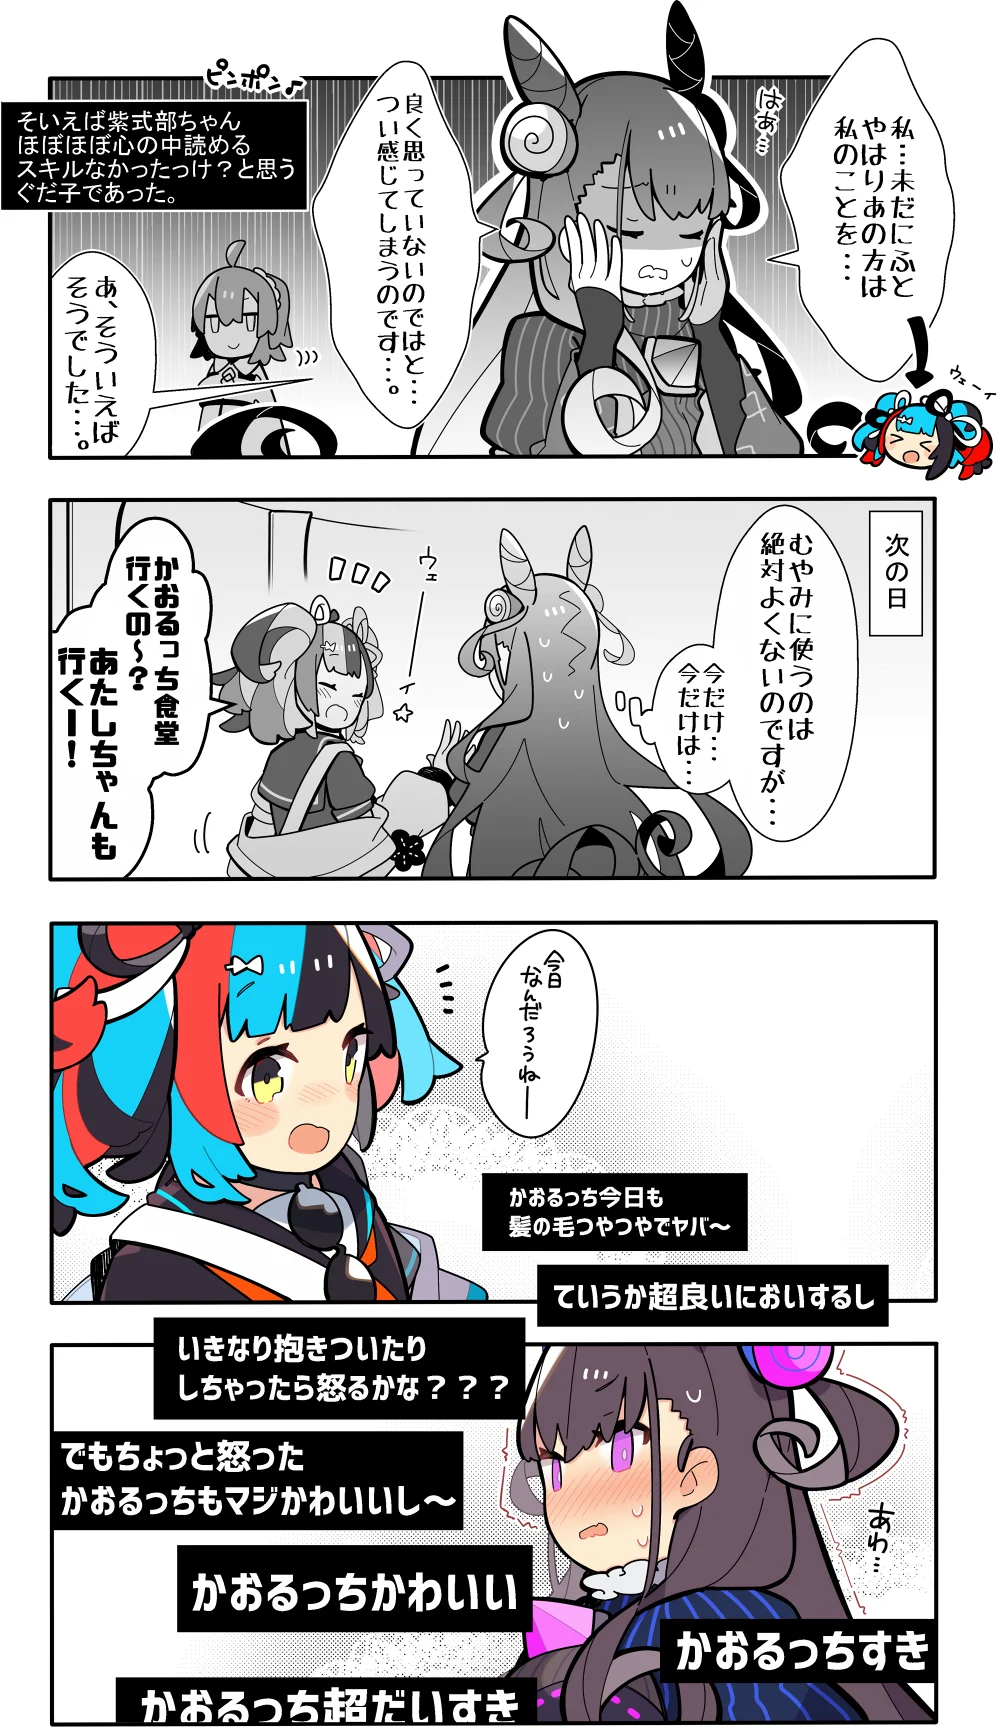 私…未だにふと
やはりあの方は
私のことを・・・
はぁ…
良く思っていないのではと・・
つい感じてしまうのです・・。
ピンポン♪
そいえば紫式部ちゃん
ほぼほぼ心の中読める
スキルなかったっけ？と思う
ぐだ子であった。
あ、そういえば
そうでした・・・。
ウェーイ
次の日
むやみに使うのは
絶対よくないのですが・・
今だけ・・
今だけは・・・
ウェーイ☆
かおるっち食堂
行くの〜？
あたしちゃんも
行くー！
今日
なんだろうねー
かおるっち今日も
髪の毛つやつやでヤバ〜
ていうか超良いにおいするし
いきなり抱きついたり
しちゃったら怒るかな？？？
でもちょっと怒った
かおるっちもマジかわいいし〜
あわ…
かおるっちかわいい
かおるっちすき
かおるっち超だいすき